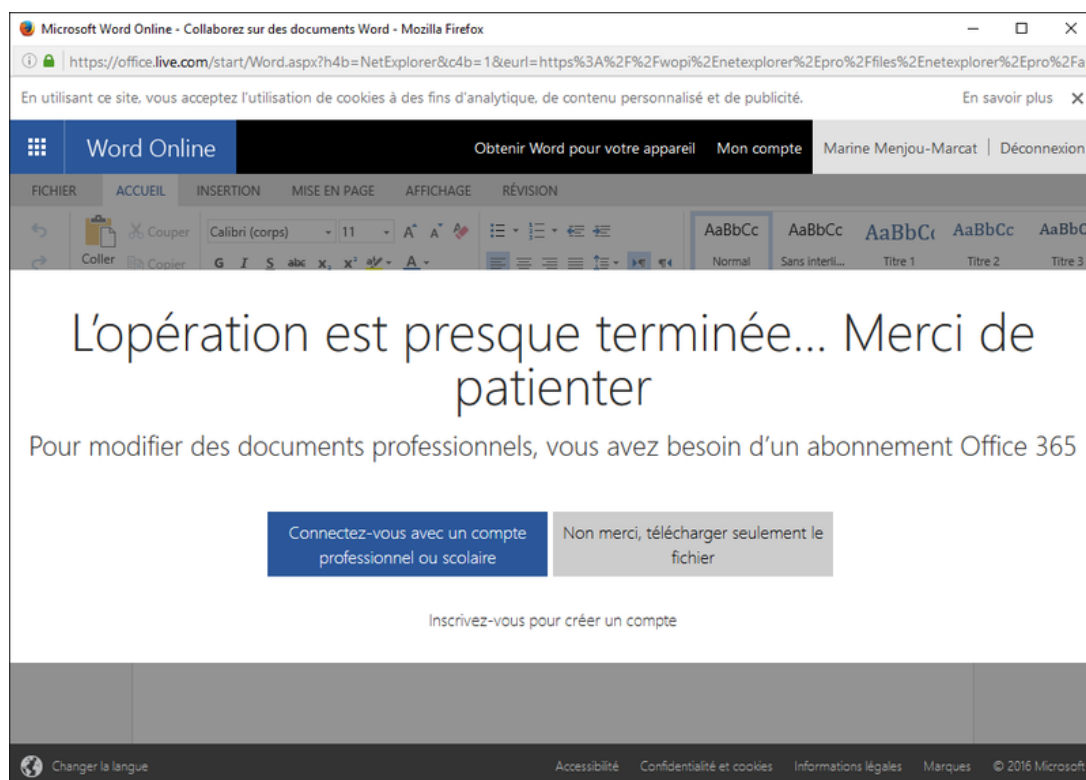 Microsoft Word Online - Collaborez sur des documents Word - Mozilla Firefox
https://office.live.com/start/Word.aspx?h4b=NetExplorer&c4b=1&eurl=https%3A%2F%2Fwopi%2Enetexplorer%2Epro%2Ffiles%2Enetexplorer%2Epro%2Fa
En utilisant ce site, vous acceptez l'utilisation de cookies à des fins d'analytique, de contenu personnalisé et de publicité. En savoir plus
Word Online Obtenir Word pour votre appareil Mon compte Marine Menjou-Marcat | Déconnexion
FICHIER ACCUEIL INSERTION MISE EN PAGE AFFICHAGE RÉVISION
Couper Calibri (corps) 11 AaBbCc AaBbCc AaBbCc AaBbCc AaBbC
Coller Copier G I S abc X₂ X² ab A Normal Sans interli... Titre 1 Titre 2 Titre 3
L'opération est presque terminée... Merci de
patienter
Pour modifier des documents professionnels, vous avez besoin d'un abonnement Office 365
Connectez-vous avec un compte
professionnel ou scolaire
Non merci, télécharger seulement le
fichier
Inscrivez-vous pour créer un compte
Changer la langue Accessibilité Confidentialité et cookies Informations légales Marques © 2016 Microsoft